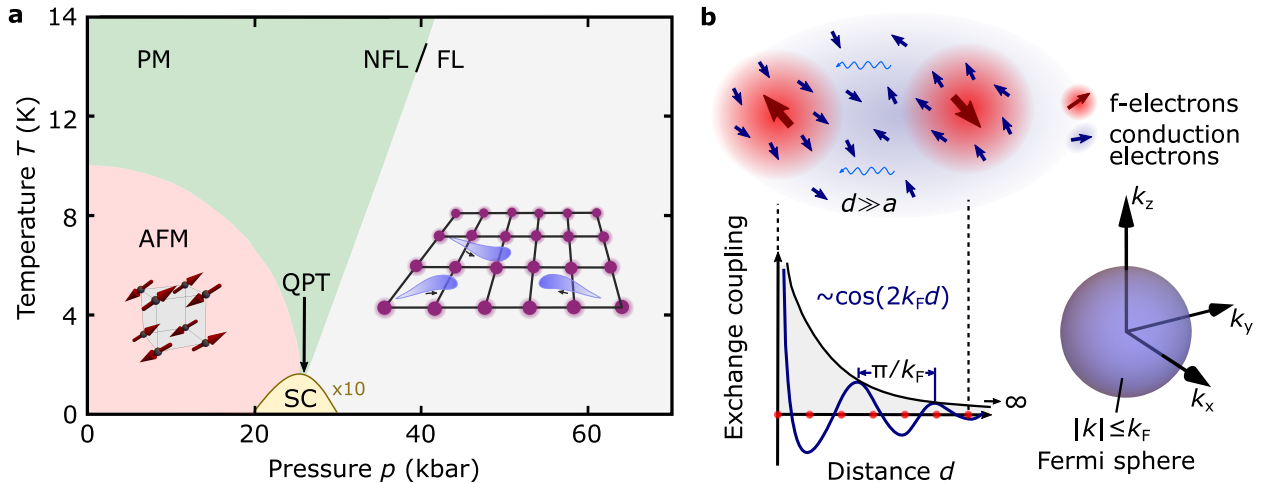 a
14
12
8
4
0
Temperature T (K)
PM
NFL / FL
AFM
QPT
SC
x10
0
20
40
60
Pressure p (kbar)
b
f-electrons
conduction
electrons
d≫a
Exchange coupling
~cos(2k_F d)
π/k_F
∞
Distance d
k_z
k_y
k_x
|k| ≤ k_F
Fermi sphere